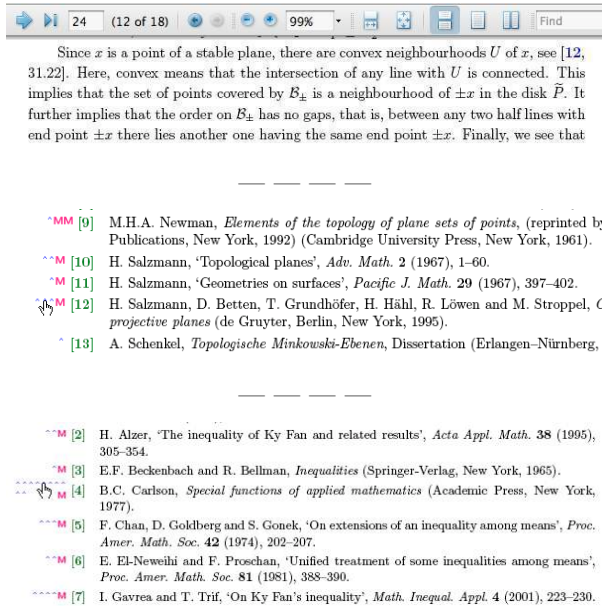 24 (12 of 18) 99% Find
Since x is a point of a stable plane, there are convex neighbourhoods U of x, see [12,
31.22]. Here, convex means that the intersection of any line with U is connected. This
implies that the set of points covered by B± is a neighbourhood of ±x in the disk P̃. It
further implies that the order on B± has no gaps, that is, between any two half lines with
end point ±x there lies another one having the same end point ±x. Finally, we see that
^MM [9] M.H.A. Newman, Elements of the topology of plane sets of points, (reprinted by
Publications, New York, 1992) (Cambridge University Press, New York, 1961).
^^M [10] H. Salzmann, 'Topological planes', Adv. Math. 2 (1967), 1–60.
^M [11] H. Salzmann, 'Geometries on surfaces', Pacific J. Math. 29 (1967), 397–402.
^^^M [12] H. Salzmann, D. Betten, T. Grundhöfer, H. Hähl, R. Löwen and M. Stroppel,
projective planes (de Gruyter, Berlin, New York, 1995).
^ [13] A. Schenkel, Topologische Minkowski-Ebenen, Dissertation (Erlangen–Nürnberg,
^^M [2] H. Alzer, 'The inequality of Ky Fan and related results', Acta Appl. Math. 38 (1995),
305–354.
^M [3] E.F. Beckenbach and R. Bellman, Inequalities (Springer-Verlag, New York, 1965).
M [4] B.C. Carlson, Special functions of applied mathematics (Academic Press, New York,
1977).
^^^M [5] F. Chan, D. Goldberg and S. Gonek, 'On extensions of an inequality among means', Proc.
Amer. Math. Soc. 42 (1974), 202–207.
^^M [6] E. El-Neweihi and F. Proschan, 'Unified treatment of some inequalities among means',
Proc. Amer. Math. Soc. 81 (1981), 388–390.
^^^^M [7] I. Gavrea and T. Trif, 'On Ky Fan's inequality', Math. Inequal. Appl. 4 (2001), 223–230.